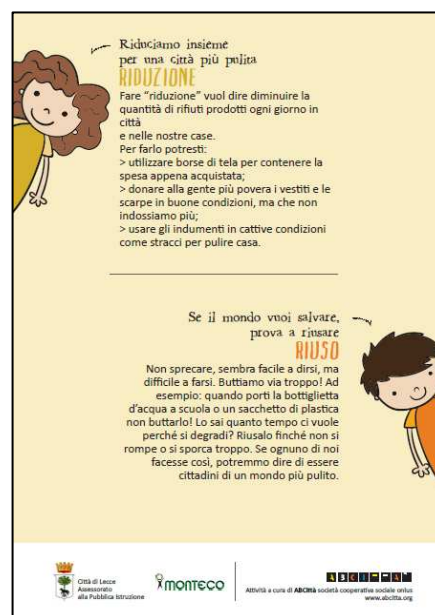 Riduciamo insieme
per una città più pulita
RIDUZIONE
Fare "riduzione" vuol dire diminuire la
quantità di rifiuti prodotti ogni giorno in
città
e nelle nostre case.
Per farlo potresti:
> utilizzare borse di tela per contenere la
spesa appena acquistata;
> donare alla gente più povera i vestiti e le
scarpe in buone condizioni, ma che non
indossiamo più;
> usare gli indumenti in cattive condizioni
come stracci per pulire casa.
Se il mondo vuoi salvare,
prova a riusare
RIUSO
Non sprecare, sembra facile a dirsi, ma
difficile a farsi. Buttiamo via troppo! Ad
esempio: quando porti la bottiglietta
d'acqua a scuola o un sacchetto di plastica
non buttarlo! Lo sai quanto tempo ci vuole
perché si degradi? Riusalo finché non si
rompe o si sporca troppo. Se ognuno di noi
facesse così, potremmo dire di essere
cittadini di un mondo più pulito.
Città di Lecce
Assessorato
alla Pubblica Istruzione
MONTECO
Attività a cura di ABCittà società cooperativa sociale onlus
www.abcitta.org